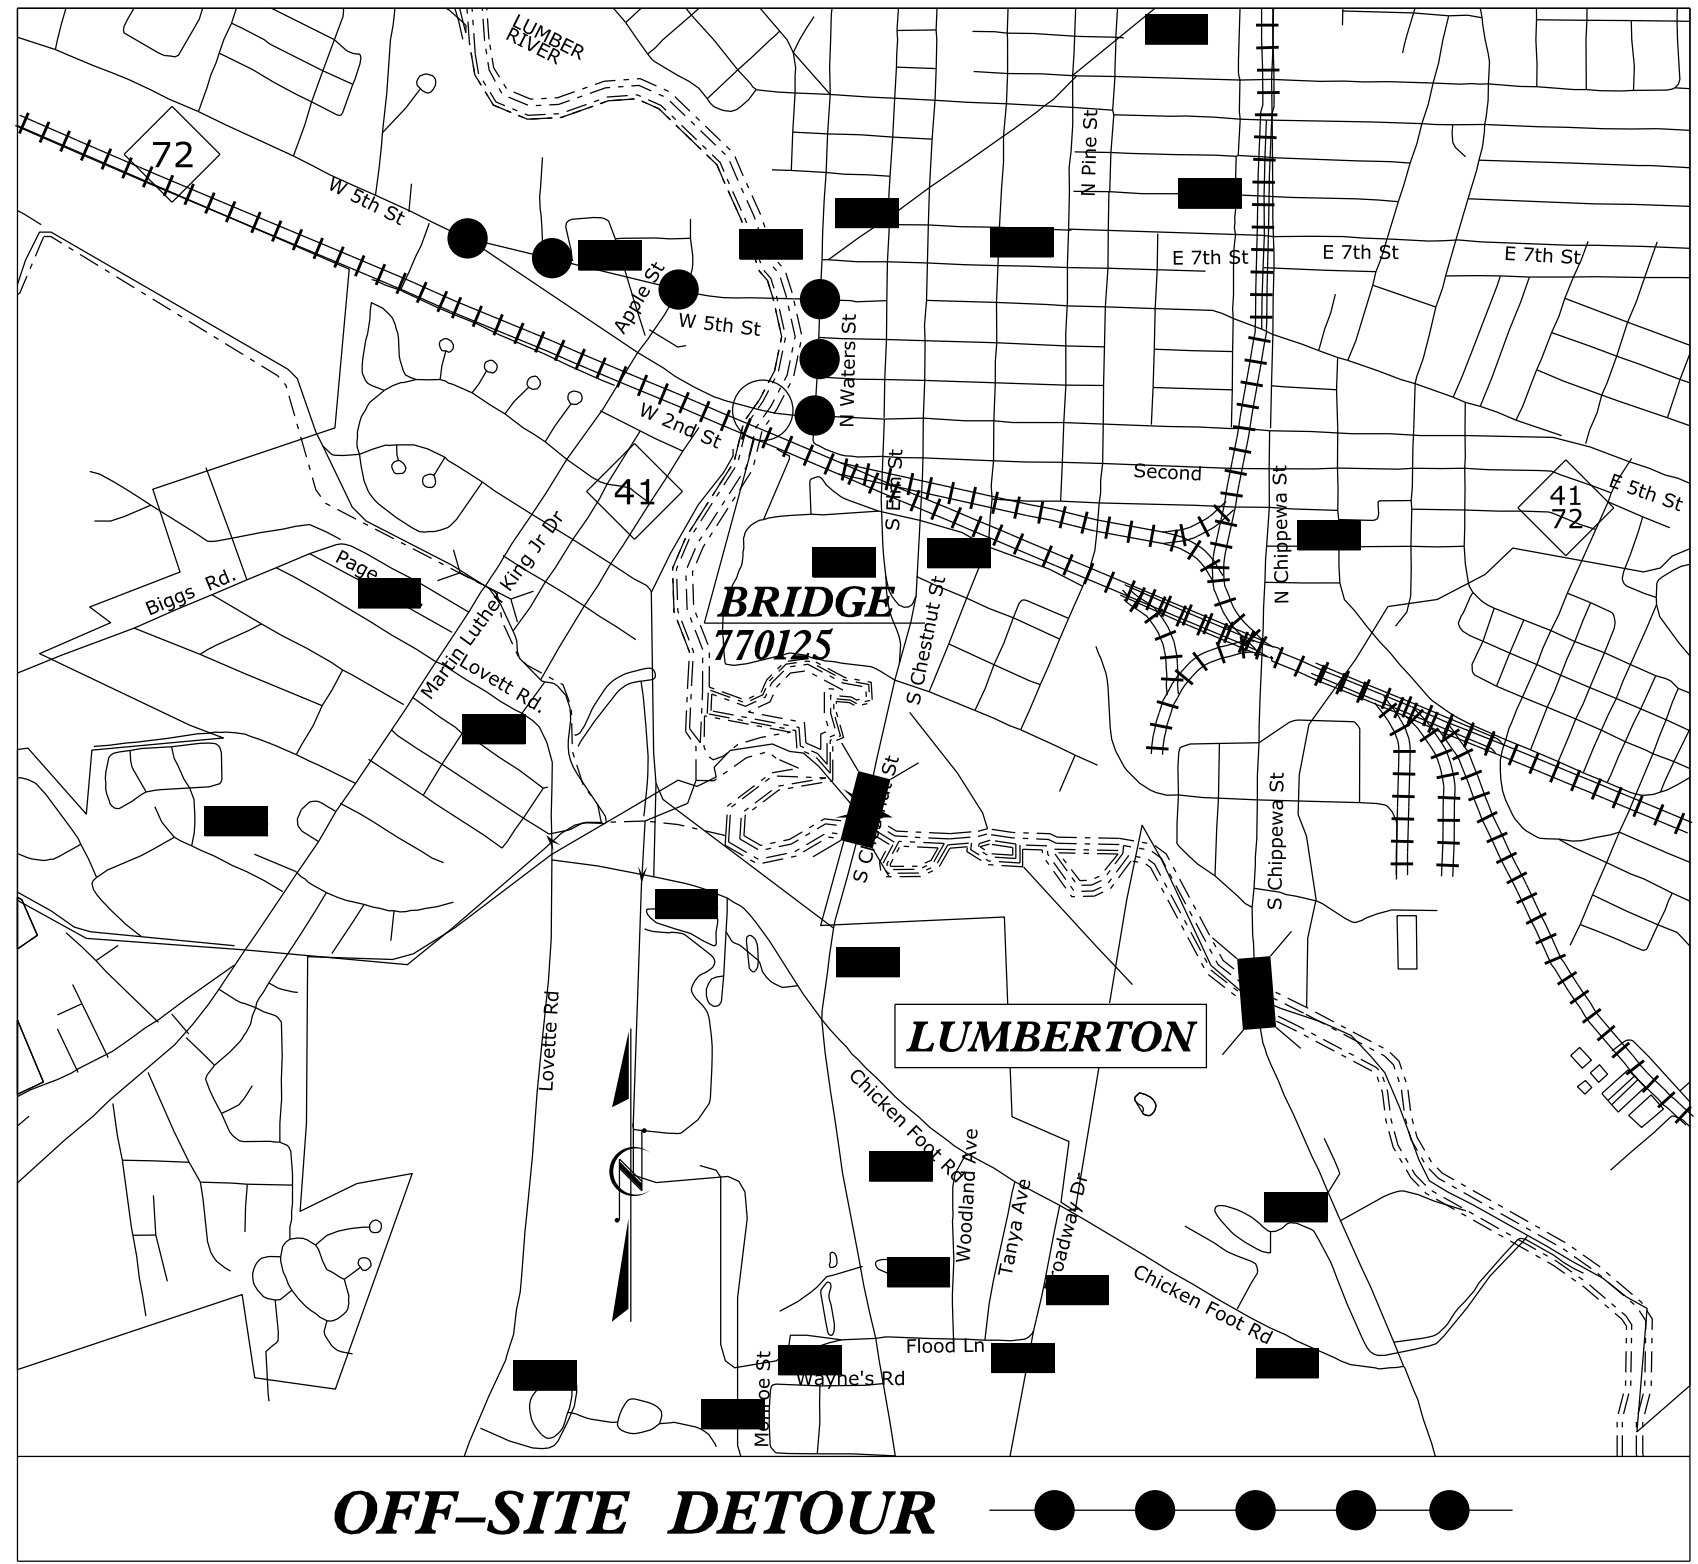 LUMBER
RIVER
72
N Pine St
W 5th St
E 7th St
E 7th St
E 7th St
Apple St
W 5th St
N Waters St
W 2nd St
41
S Elm St
Second
N Chippewa St
41
72
E 5th St
Page
Biggs Rd.
Martin Luther King Jr Dr
Lovett Rd.
BRIDGE
770125
S Chestnut St
S Chestnut St
S Chippewa St
Lovette Rd
LUMBERTON
Chicken Foot Rd
Woodland Ave
Tanya Ave
roadway Dr
Chicken Foot Rd
Flood Ln
Wayne's Rd
Monroe St
OFF–SITE DETOUR